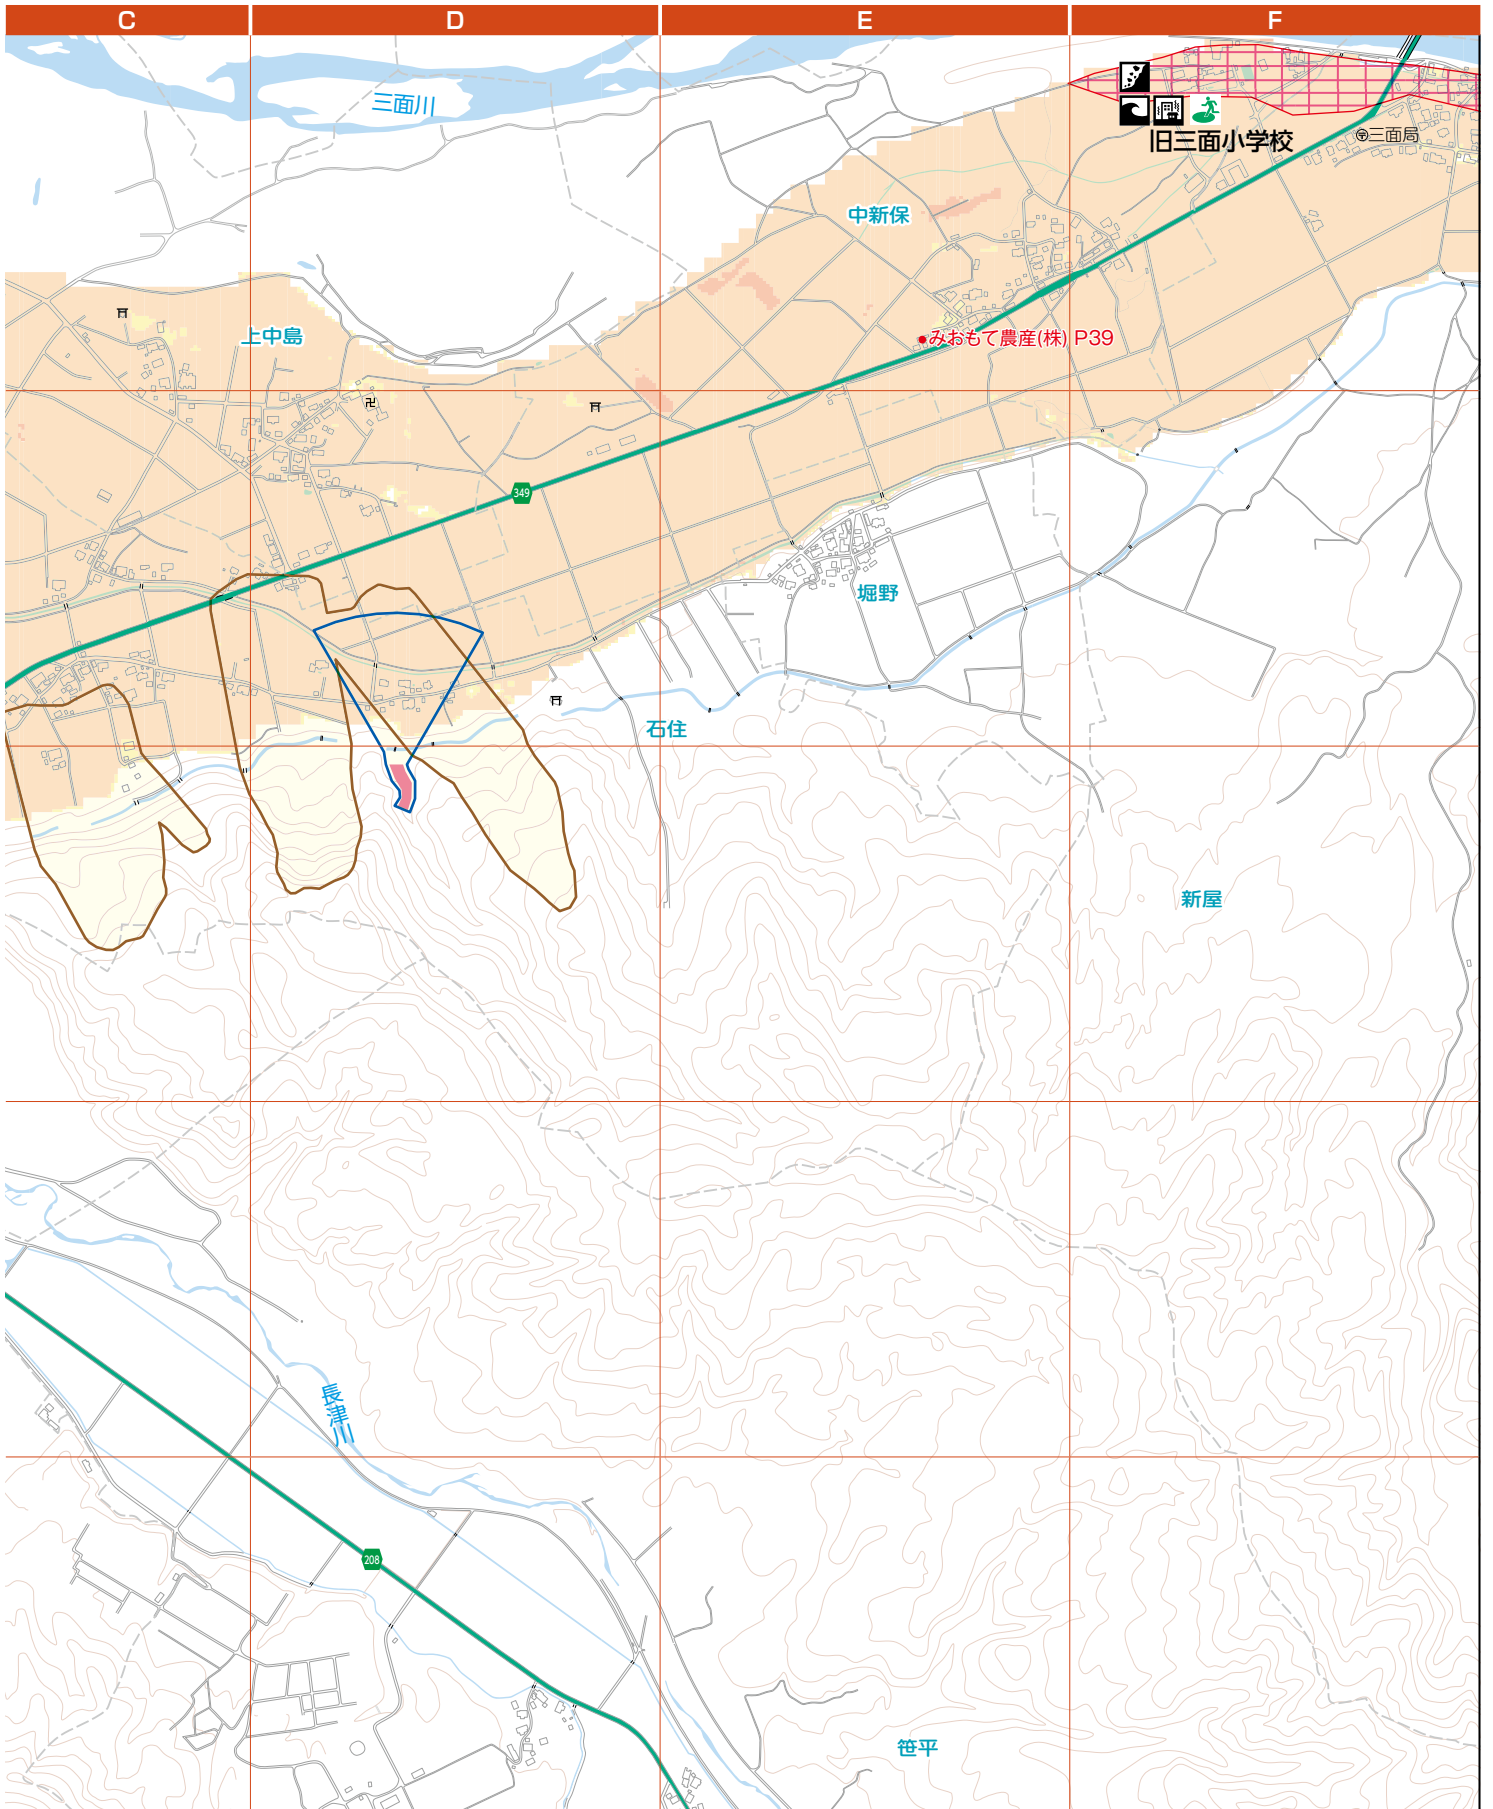 C D E F
三面川
旧三面小学校
三面局
中新保
上中島
みおもて農産(株) P39
349
堀野
石住
新屋
長津川
208
笹平